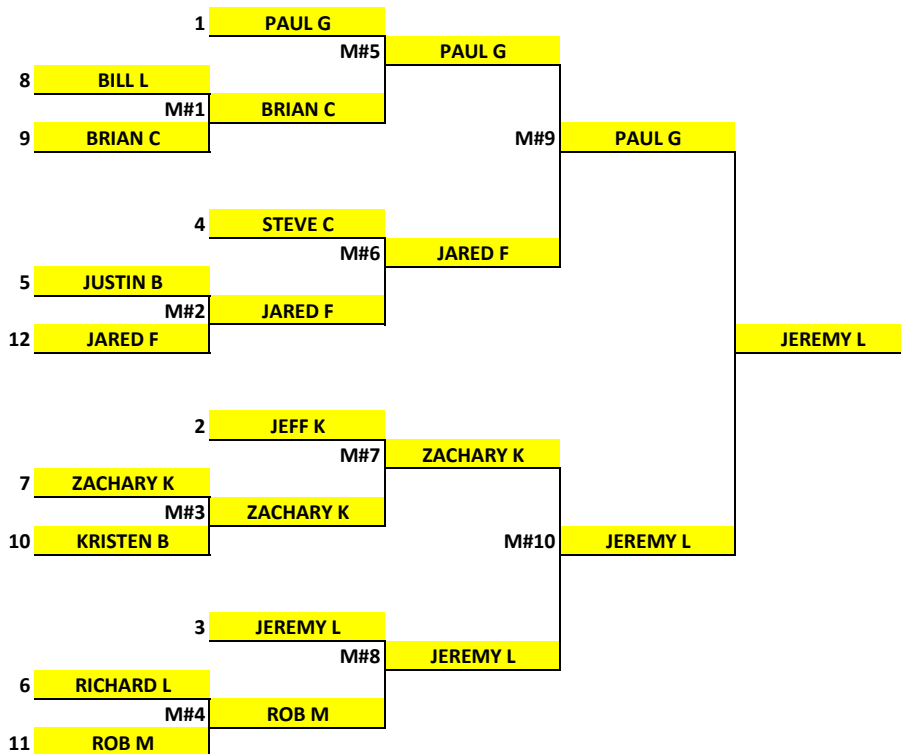 1 PAUL G
M#5 PAUL G
8 BILL L
M#1 BRIAN C
9 BRIAN C
M#9 PAUL G
4 STEVE C
M#6 JARED F
5 JUSTIN B
M#2 JARED F
12 JARED F
JEREMY L
2 JEFF K
M#7 ZACHARY K
7 ZACHARY K
M#3 ZACHARY K
10 KRISTEN B
M#10 JEREMY L
3 JEREMY L
M#8 JEREMY L
6 RICHARD L
M#4 ROB M
11 ROB M